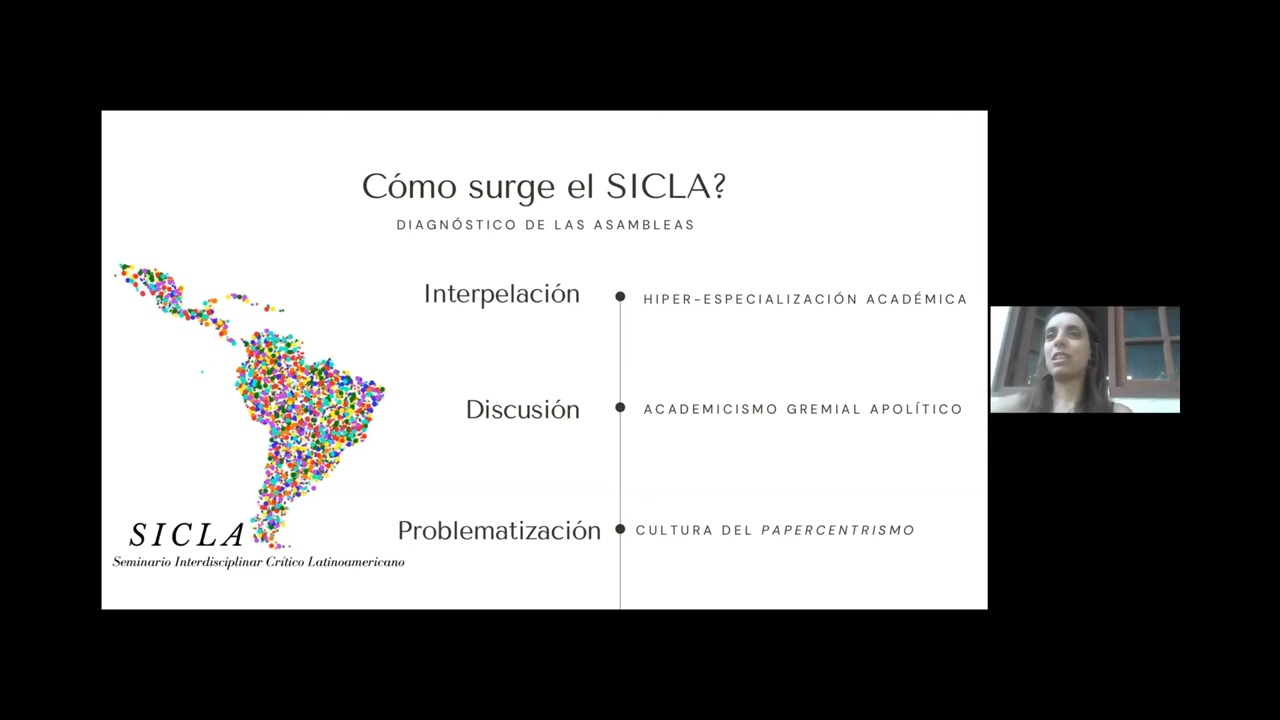 Cómo surge el SICLA?
DIAGNÓSTICO DE LAS ASAMBLEAS
Interpelación
HIPER-ESPECIALIZACIÓN ACADÉMICA
Discusión
ACADEMICISMO GREMIAL APOLÍTICO
Problematización
CULTURA DEL PAPERCENTRISMO
SICLA
Seminario Interdisciplinar Crítico Latinoamericano